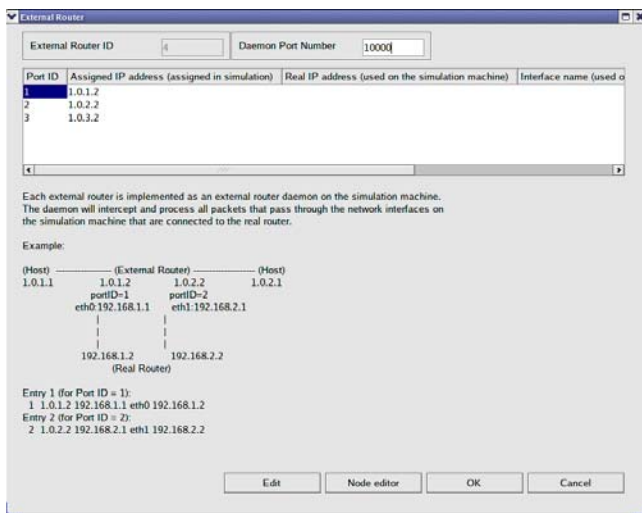 External Router
External Router ID 4 Daemon Port Number 10000
Port ID Assigned IP address (assigned in simulation) Real IP address (used on the simulation machine) Interface name (used o
1 1.0.1.2
2 1.0.2.2
3 1.0.3.2
Each external router is implemented as an external router daemon on the simulation machine.
The daemon will intercept and process all packets that pass through the network interfaces on
the simulation machine that are connected to the real router.
Example:
(Host) ---------------- (External Router) ---------------- (Host)
1.0.1.1 1.0.1.2 1.0.2.2 1.0.2.1
portID=1 portID=2
eth0:192.168.1.1 eth1:192.168.2.1
| |
| |
| |
192.168.1.2 192.168.2.2
(Real Router)
Entry 1 (for Port ID = 1):
1 1.0.1.2 192.168.1.1 eth0 192.168.1.2
Entry 2 (for Port ID = 2):
2 1.0.2.2 192.168.2.1 eth1 192.168.2.2
Edit Node editor OK Cancel